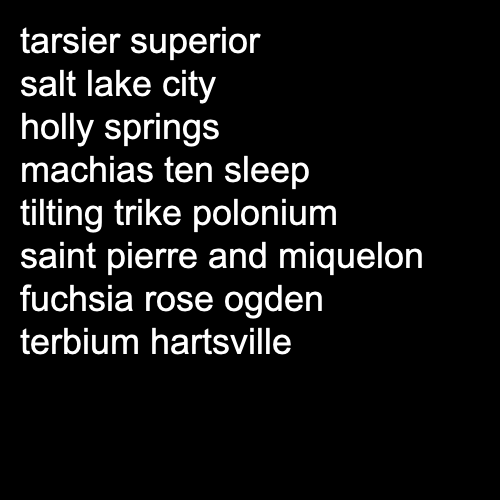 tarsier superior
salt lake city
holly springs
machias ten sleep
tilting trike polonium
saint pierre and miquelon
fuchsia rose ogden
terbium hartsville